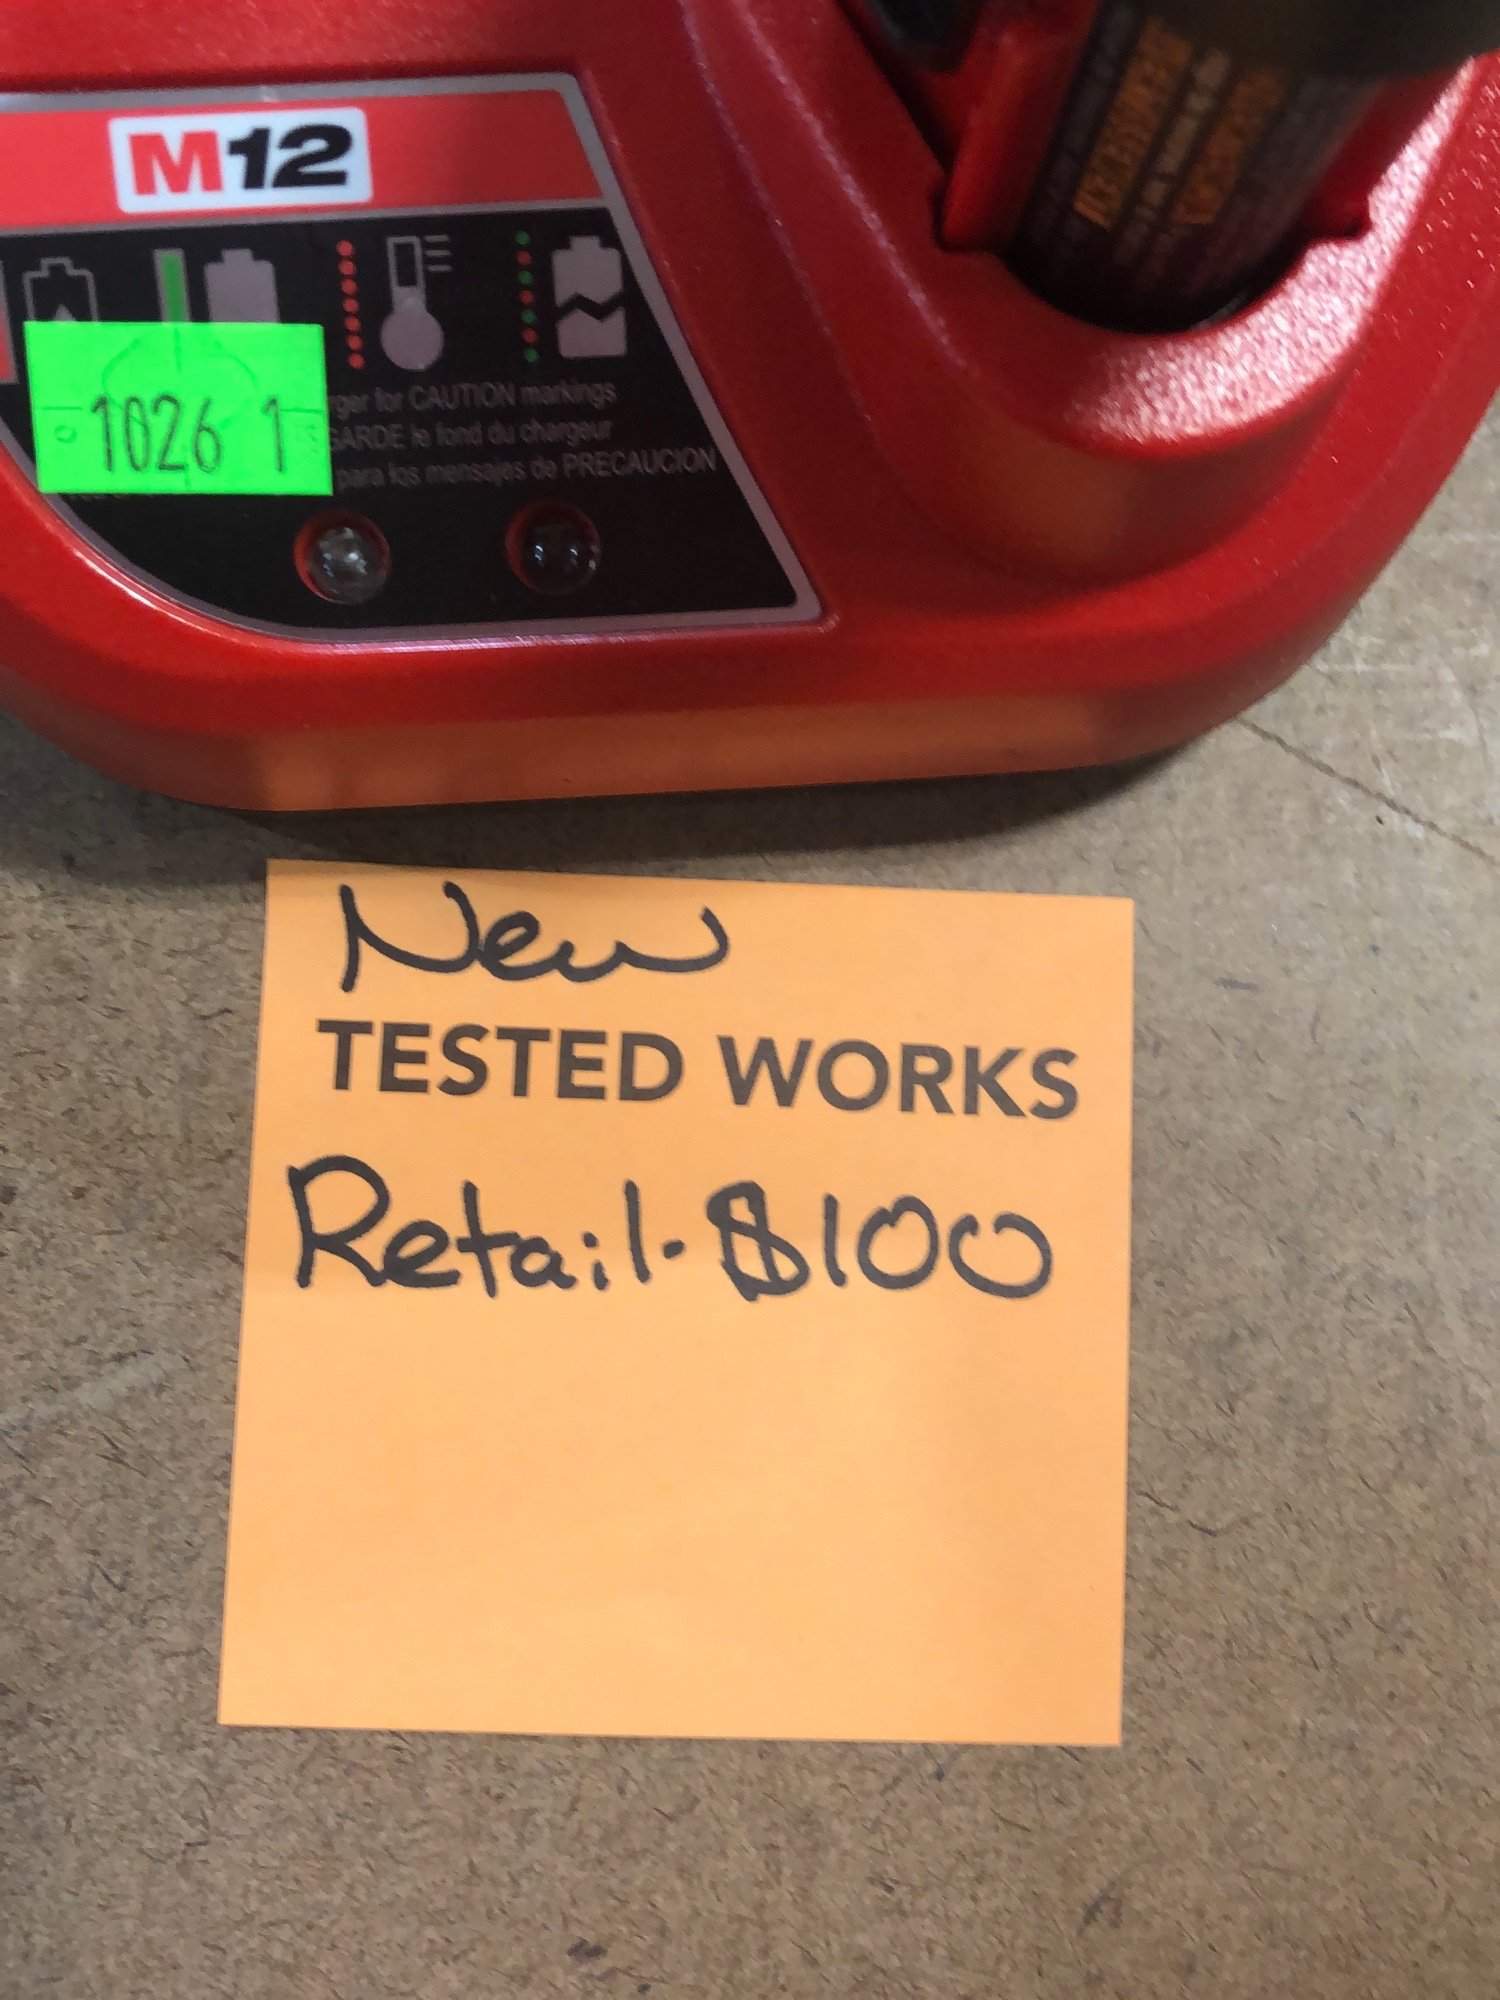 M12
1026 1
rger for CAUTION markings
GARDE le fond du chargeur
para los mensajes de PRECAUCION
New
TESTED WORKS
Retail-$100